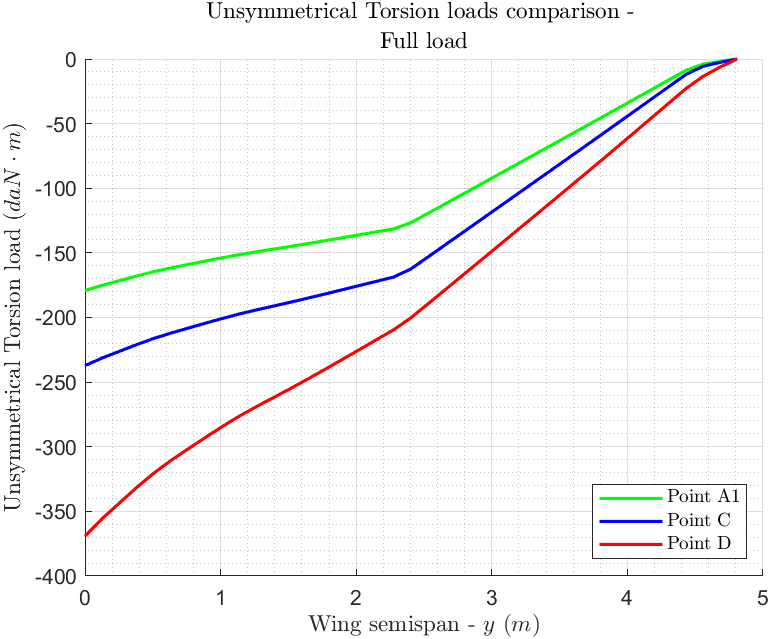 Unsymmetrical Torsion loads comparison -
Full load
Unsymmetrical Torsion load (daN · m)
0
-50
-100
-150
-200
-250
-300
-350
-400
0 1 2 3 4 5
Wing semispan - y (m)
Point A1
Point C
Point D